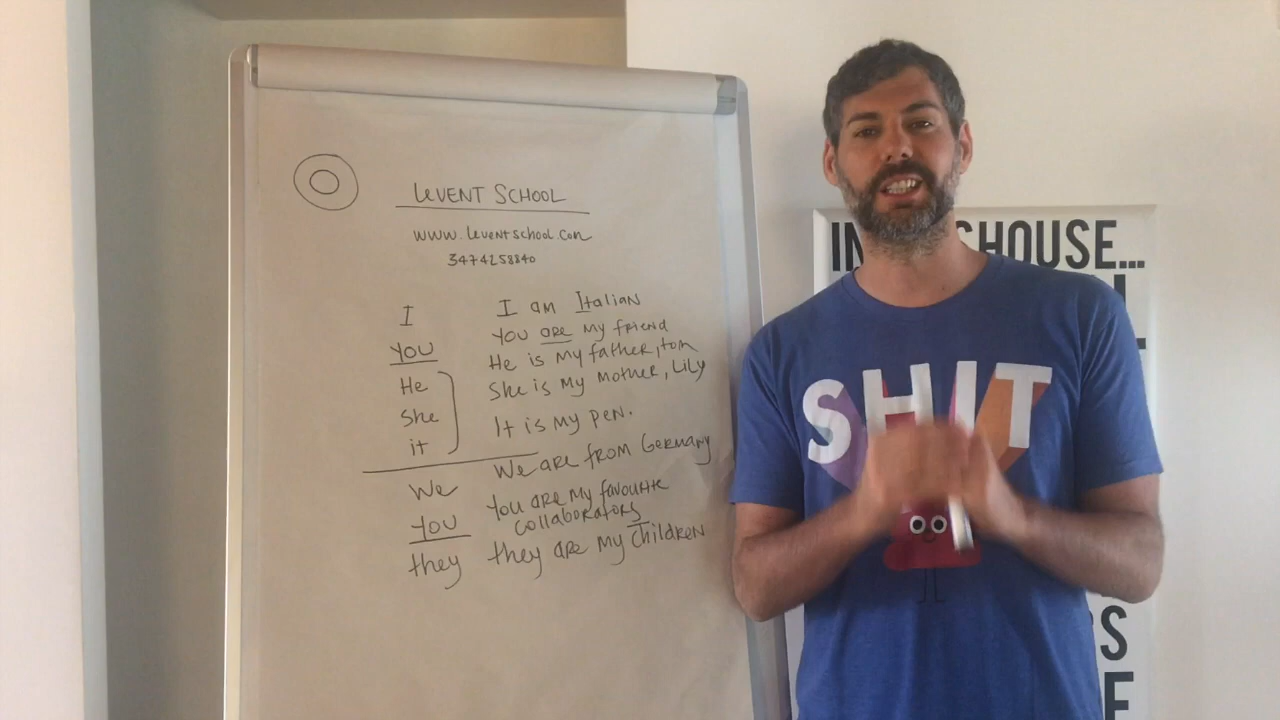 LEVENT SCHOOL
www.leventschool.com
3474258840
I I am Italian
YOU You are my friend
He He is my father, tom
She She is my mother, Lily
it It is my pen.
We We are from Germany
YOU You are my favourite
collaborators
they they are my children
SHIT
IN HOUSE...